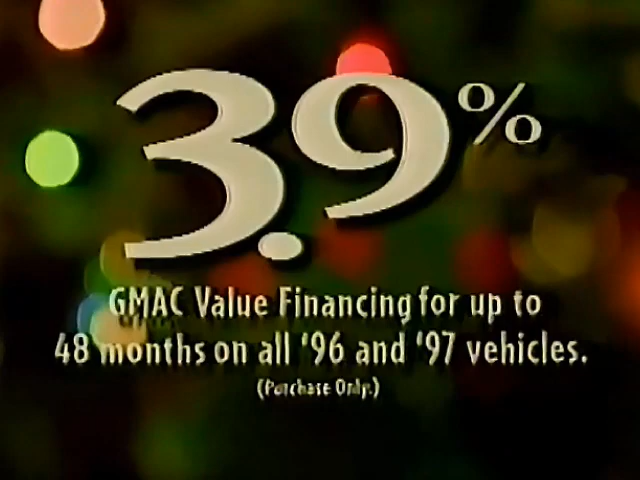 3.9%
GMAC Value Financing for up to
48 months on all '96 and '97 vehicles.
(Purchase Only.)